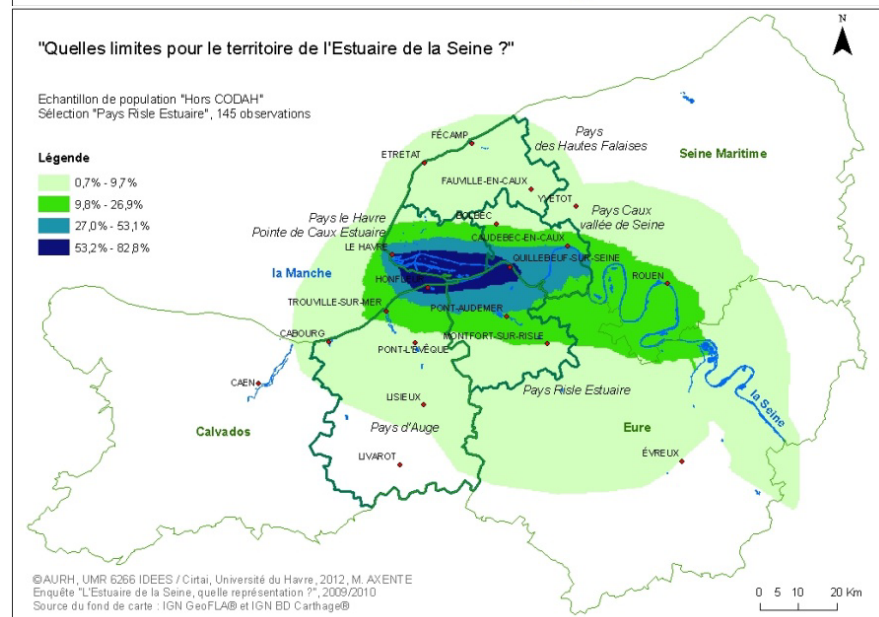 N
"Quelles limites pour le territoire de l'Estuaire de la Seine ?"
Echantillon de population "Hors CODAH"
Sélection "Pays Risle Estuaire", 145 observations
Légende
0,7% - 9,7%
9,8% - 26,9%
27,0% - 53,1%
53,2% - 82,8%
FÉCAMP
Pays
des Hautes Falaises
ETRETAT
Seine Maritime
FAUVILLE-EN-CAUX
YVETOT
Pays le Havre
Pointe de Caux Estuaire
BOLBEC
Pays Caux
vallée de Seine
CAUDEBEC-EN-CAUX
LE HAVRE
QUILLEBEUF-SUR-SEINE
la Manche
ROUEN
HONFLEUR
TROUVILLE-SUR-MER
PONT-AUDEMER
CABOURG
PONT-L'EVÊQUE
MONTFORT-SUR-RISLE
CAEN
Pays Risle Estuaire
la Seine
LISIEUX
Pays d'Auge
Calvados
Eure
LIVAROT
ÉVREUX
©AURH, UMR 6266 IDEES / Cirtai, Université du Havre, 2012, M. AXENTE
Enquête "L'Estuaire de la Seine, quelle représentation ?", 2009/2010
Source du fond de carte : IGN GeoFLA® et IGN BD Carthage®
0 5 10 20 Km